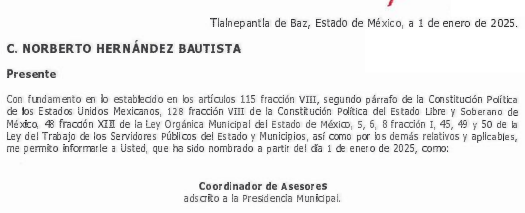 Tlalnepantla de Baz, Estado de México, a 1 de enero de 2025.
C. NORBERTO HERNÁNDEZ BAUTISTA
Presente
Con fundamento en lo establecido en los artículos 115 fracción VIII, segundo párrafo de la Constitución Política
de los Estados Unidos Mexicanos, 128 fracción VIII de la Constitución Política del Estado Libre y Soberano de
México, 48 fracción XIII de la Ley Orgánica Municipal del Estado de México, 5, 6, 8 fracción I, 45, 49 y 50 de la
Ley del Trabajo de los Servidores Públicos del Estado y Municipios, así como por los demás relativos y aplicables,
me permito informarle a Usted, que ha sido nombrado a partir del día 1 de enero de 2025, como:
Coordinador de Asesores
adscrito a la Presidencia Municipal.